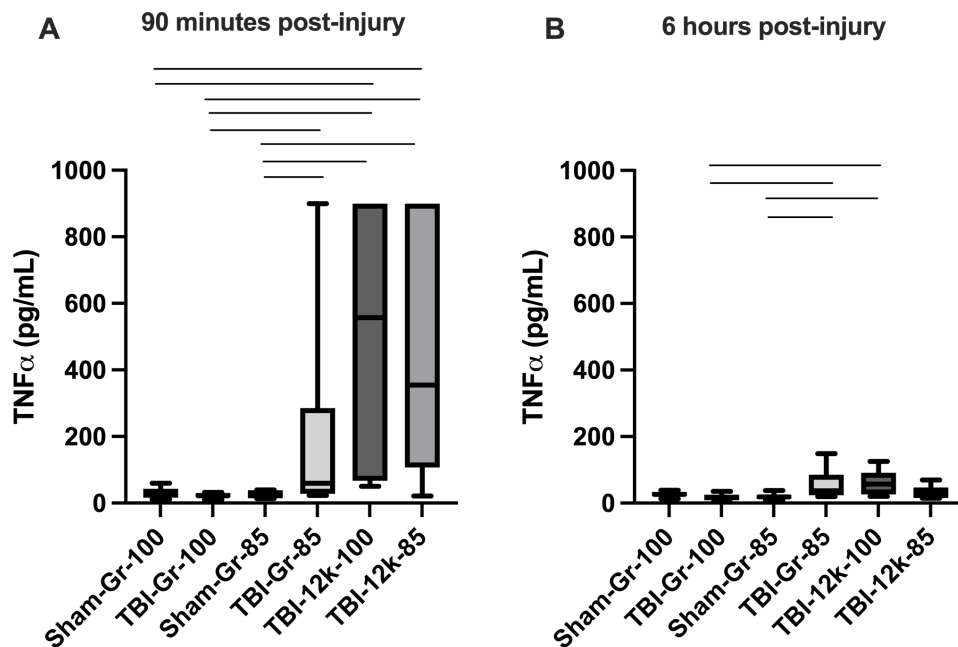 A
90 minutes post-injury
TNFα (pg/mL)
1000
800
600
400
200
0
Sham-Gr-100
TBI-Gr-100
Sham-Gr-85
TBI-Gr-85
TBI-12k-100
TBI-12k-85
B
6 hours post-injury
TNFα (pg/mL)
1000
800
600
400
200
0
Sham-Gr-100
TBI-Gr-100
Sham-Gr-85
TBI-Gr-85
TBI-12k-100
TBI-12k-85